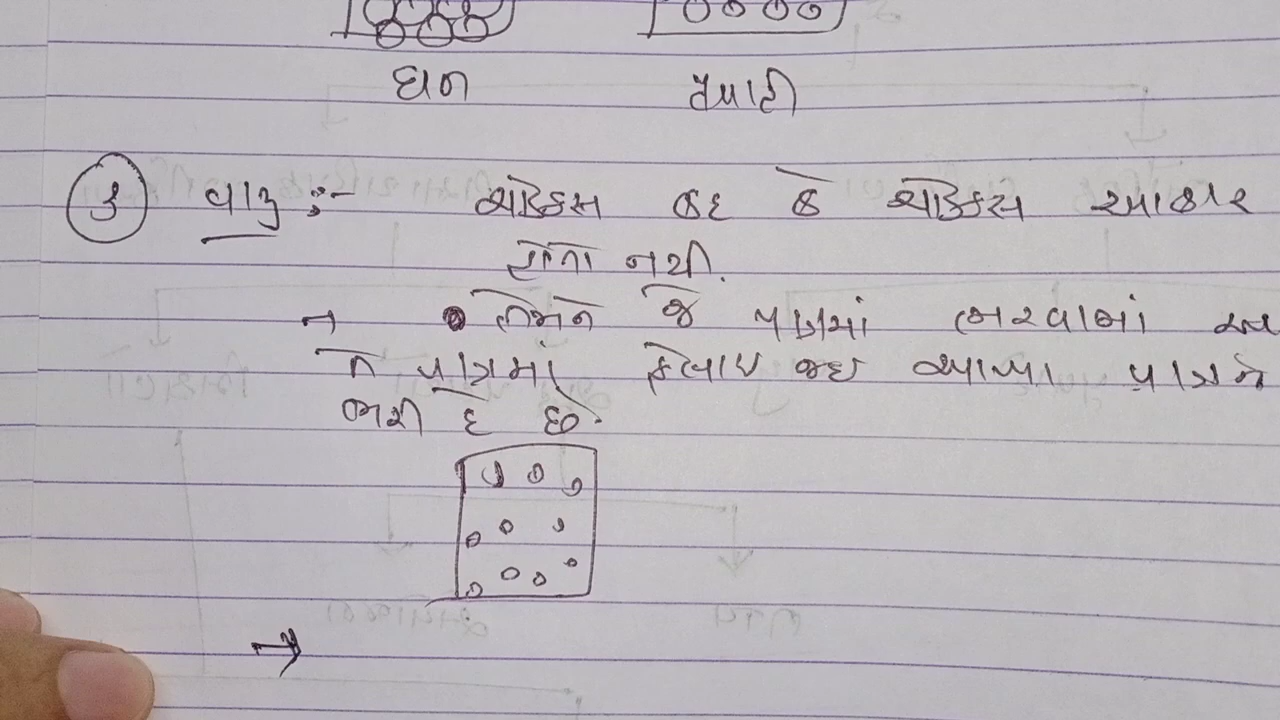 ઘન પ્રવાહી
૩ વાયુ :- ચોક્કસ કદ કે ચોક્કસ આકાર
હોતા નથી.
→ તેમને જે પાત્રમાં ભરવામાં આવે
તે પાત્રમાં ફેલાઇ જઇ આખા પાત્રને
ભરી દે છે.
→